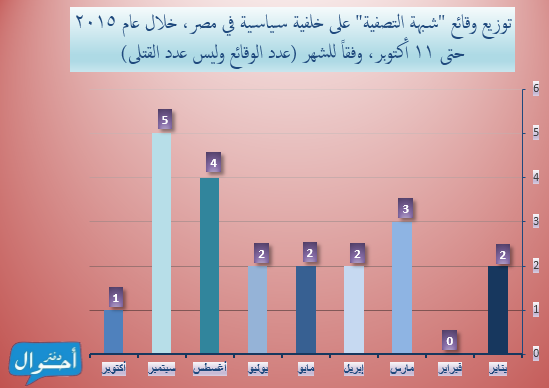 توزيع وقائع "شبهة التصفية" على خلفية سياسية في مصر، خلال عام ٢٠١٥
حتى ١١ أكتوبر، وفقاً للشهر (عدد الوقائع وليس عدد القتلى)
6
5
4
3
2
1
0
2
0
3
2
2
2
4
5
1
يناير
فبراير
مارس
إبريل
مايو
يوليو
أغسطس
سبتمبر
أكتوبر
دفتر
أحوال